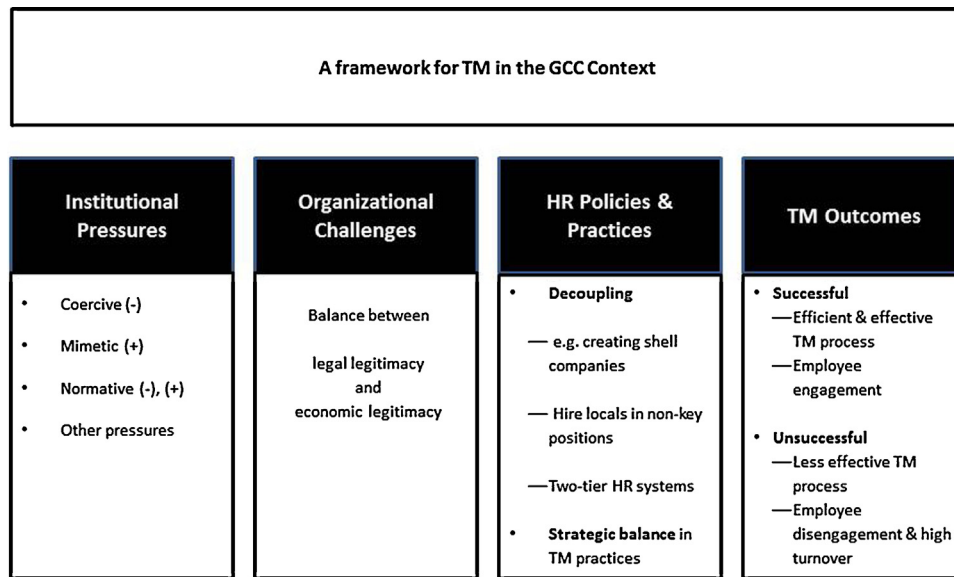 A framework for TM in the GCC Context
Institutional
Pressures
• Coercive (-)
• Mimetic (+)
• Normative (-), (+)
• Other pressures
Organizational
Challenges
Balance between
legal legitimacy
and
economic legitimacy
HR Policies &
Practices
• Decoupling
— e.g. creating shell
companies
— Hire locals in non-key
positions
—Two-tier HR systems
• Strategic balance in
TM practices
TM Outcomes
• Successful
—Efficient & effective
TM process
—Employee
engagement
• Unsuccessful
—Less effective TM
process
—Employee
disengagement & high
turnover